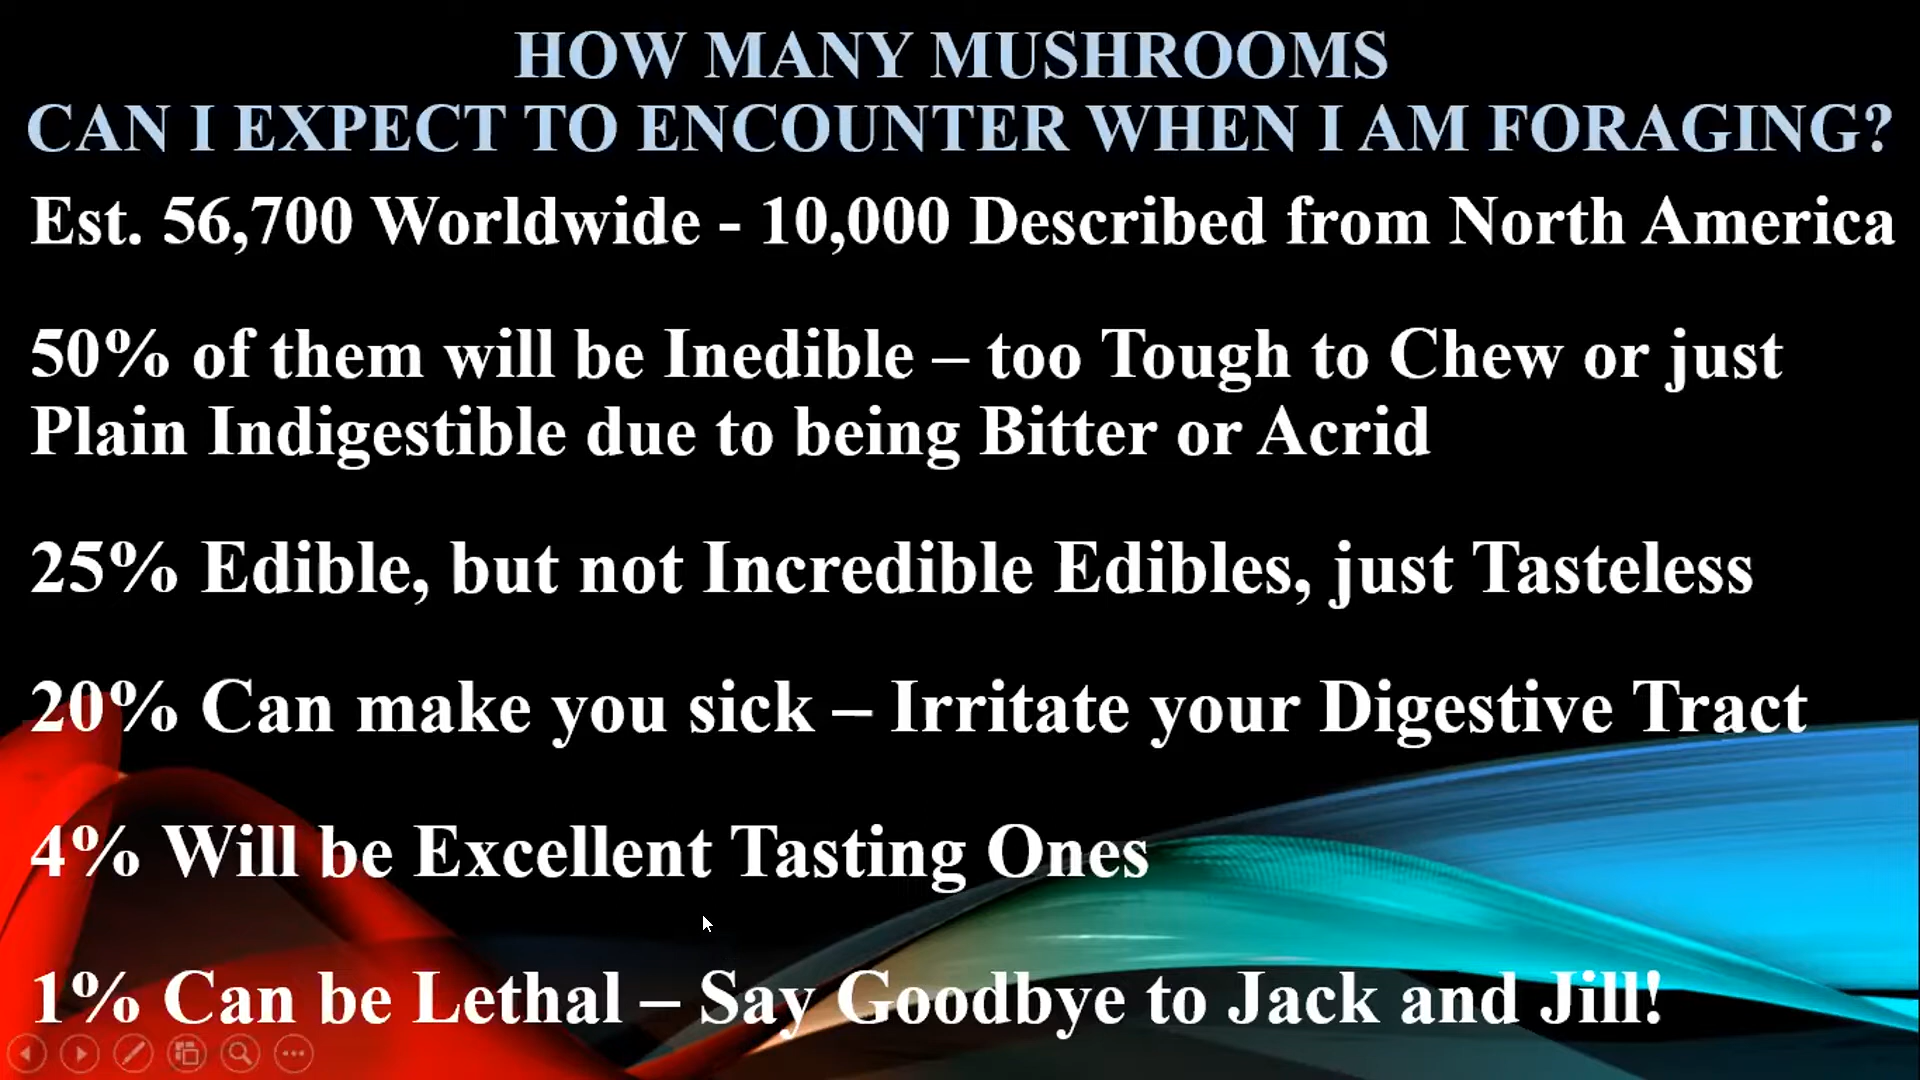 HOW MANY MUSHROOMS
CAN I EXPECT TO ENCOUNTER WHEN I AM FORAGING?
Est. 56,700 Worldwide - 10,000 Described from North America
50% of them will be Inedible – too Tough to Chew or just
Plain Indigestible due to being Bitter or Acrid
25% Edible, but not Incredible Edibles, just Tasteless
20% Can make you sick – Irritate your Digestive Tract
4% Will be Excellent Tasting Ones
1% Can be Lethal – Say Goodbye to Jack and Jill!